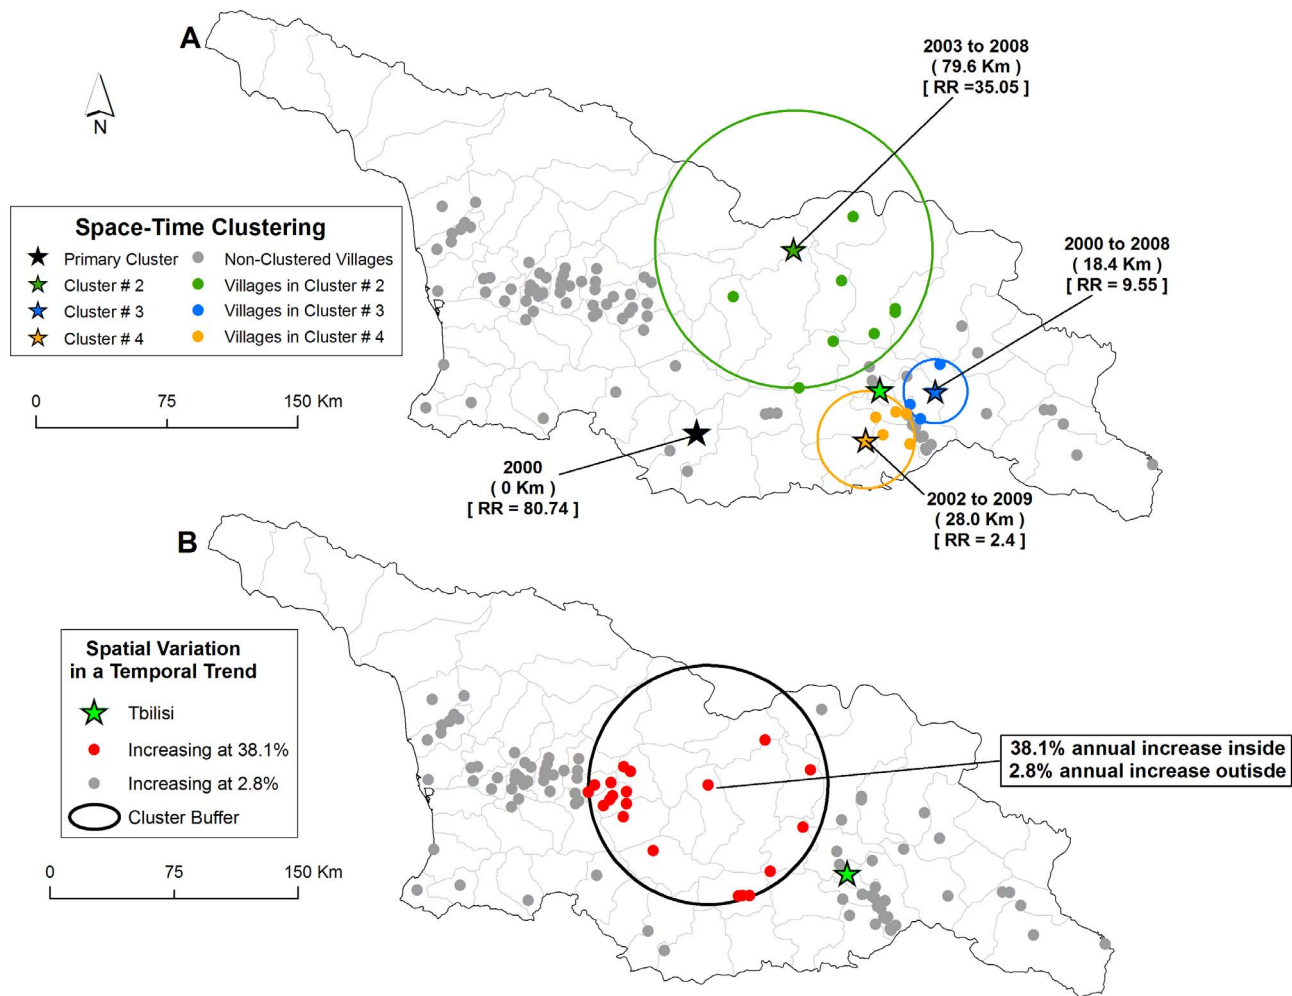 A
2003 to 2008
( 79.6 Km )
[ RR =35.05 ]
N
Space-Time Clustering
Primary Cluster
Non-Clustered Villages
Cluster # 2
Villages in Cluster # 2
Cluster # 3
Villages in Cluster # 3
Cluster # 4
Villages in Cluster # 4
2000 to 2008
( 18.4 Km )
[ RR = 9.55 ]
0 75 150 Km
2000
( 0 Km )
[ RR = 80.74 ]
2002 to 2009
( 28.0 Km )
[ RR = 2.4 ]
B
Spatial Variation
in a Temporal Trend
Tbilisi
Increasing at 38.1%
Increasing at 2.8%
Cluster Buffer
38.1% annual increase inside
2.8% annual increase outisde
0 75 150 Km